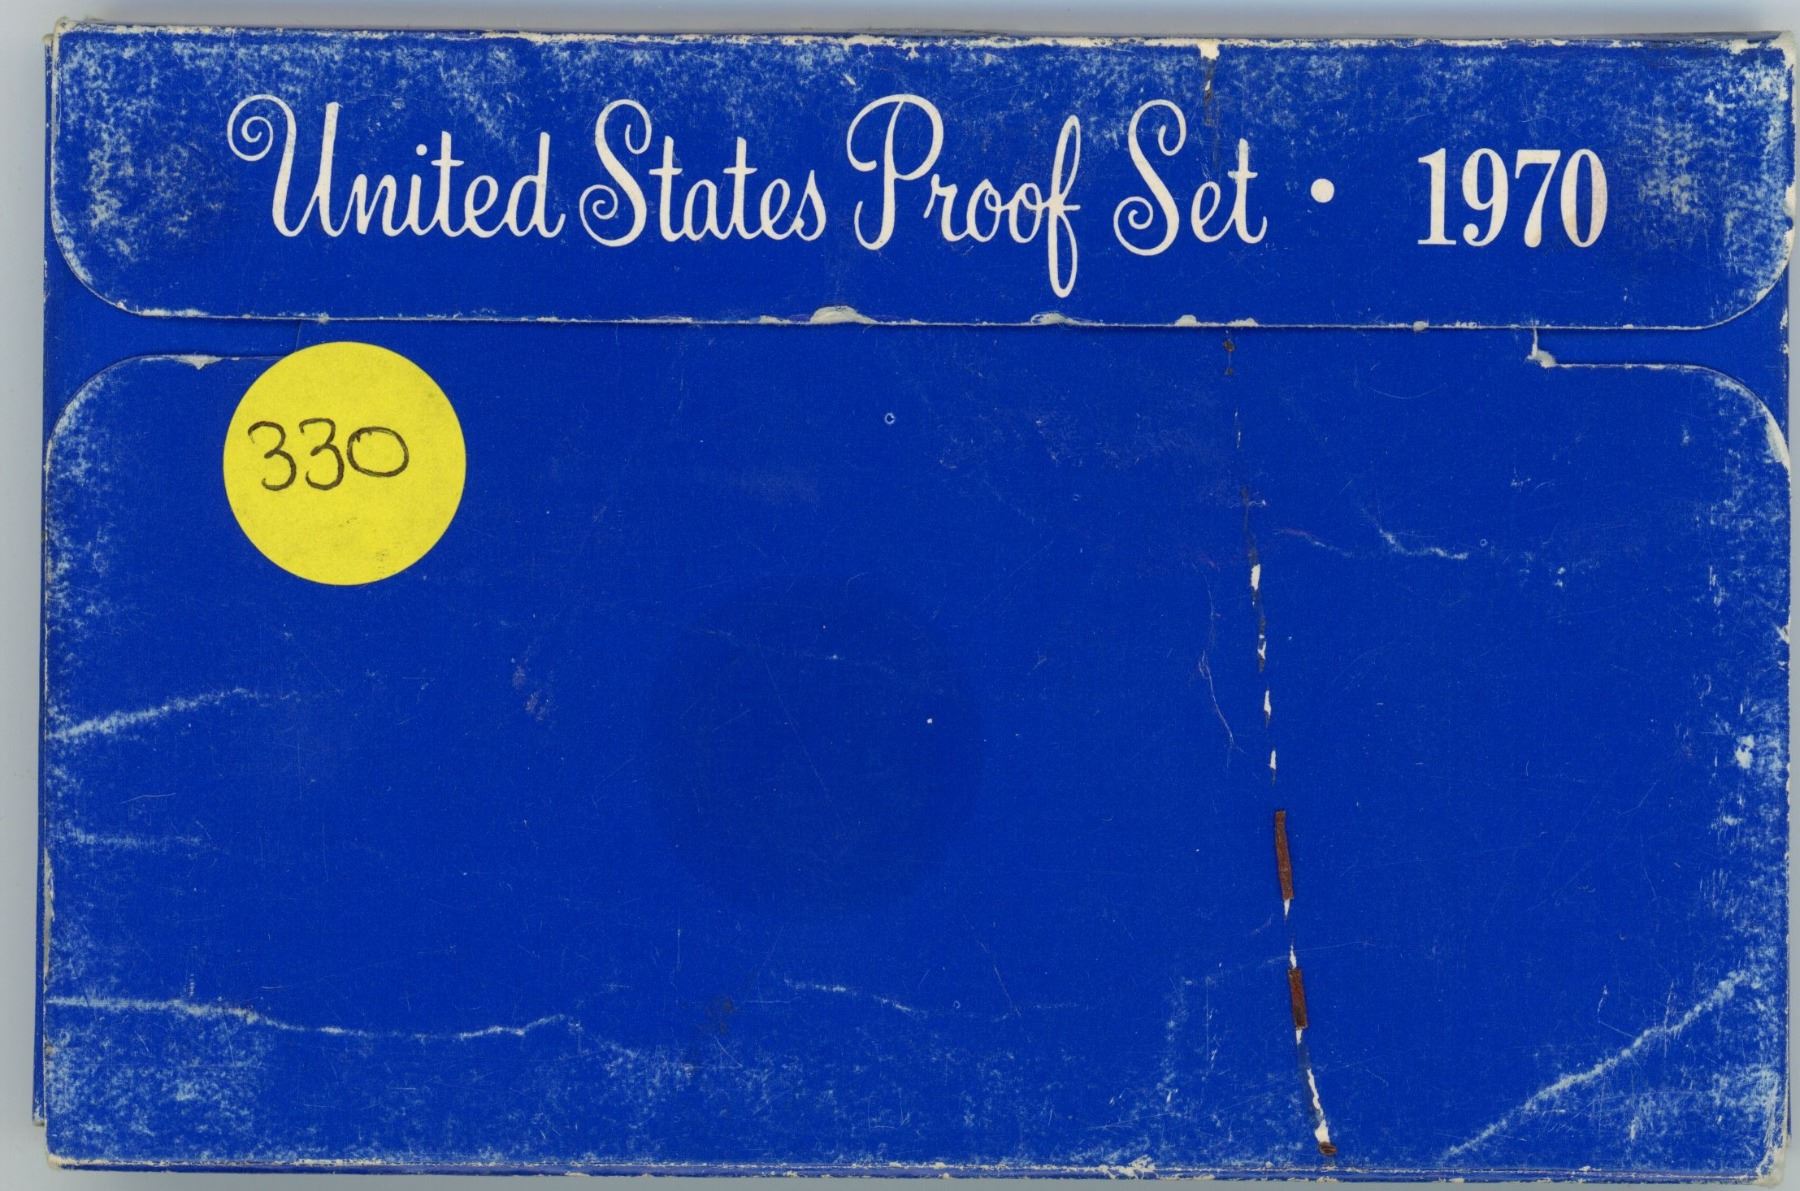 United States Proof Set • 1970
330